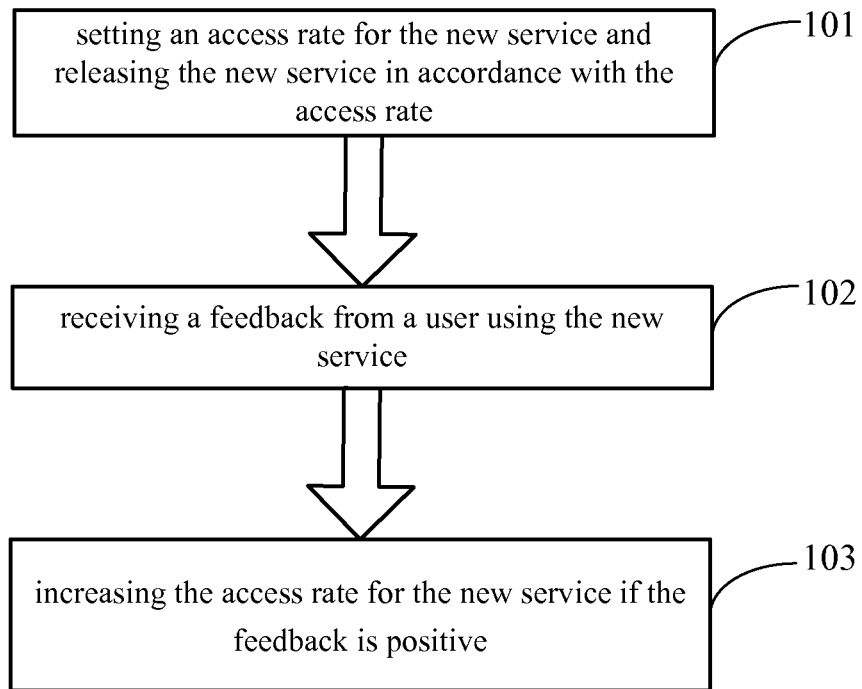 setting an access rate for the new service and
releasing the new service in accordance with the
access rate
101
receiving a feedback from a user using the new
service
102
increasing the access rate for the new service if the
feedback is positive
103